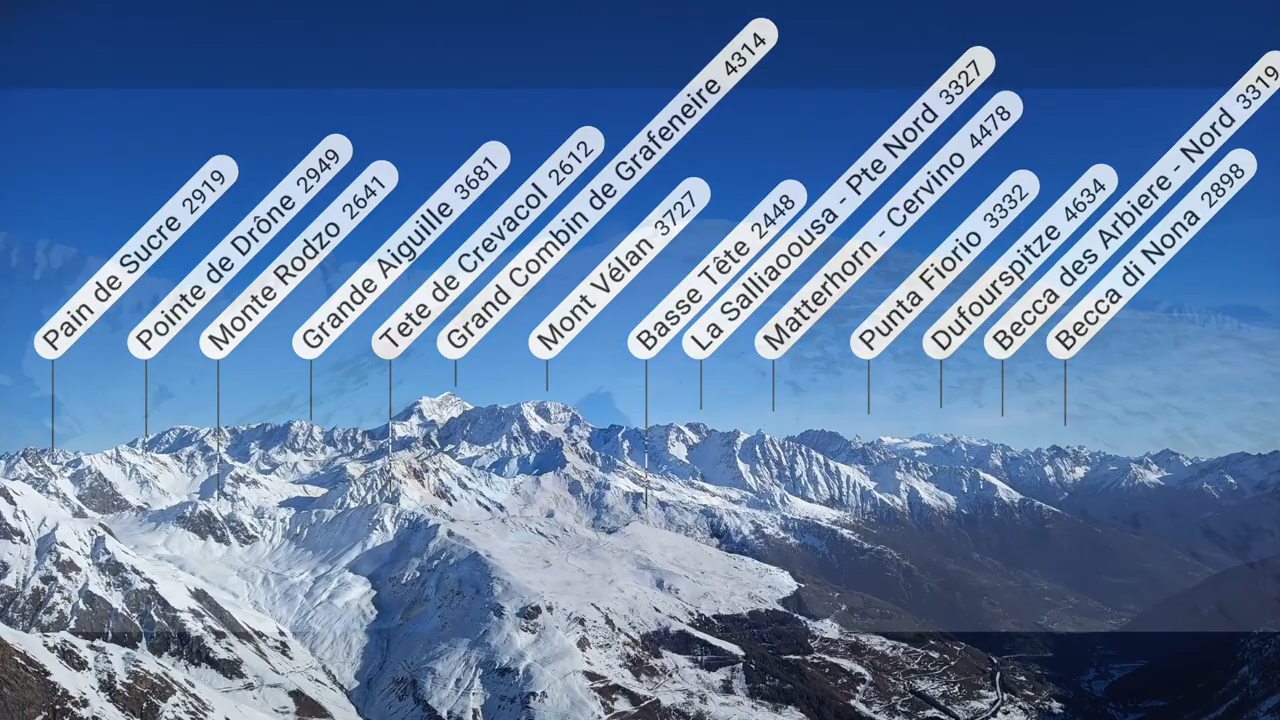 Pain de Sucre 2919
Pointe de Drône 2949
Monte Rodzo 2641
Grande Aiguille 3681
Tete de Crevacol 2612
Grand Combin de Grafeneire 4314
Mont Vélan 3727
Basse Tête 2448
La Salliaoousa - Pte Nord 3327
Matterhorn - Cervino 4478
Punta Fiorio 3332
Dufourspitze 4634
Becca des Arbiere - Nord 3319
Becca di Nona 2898